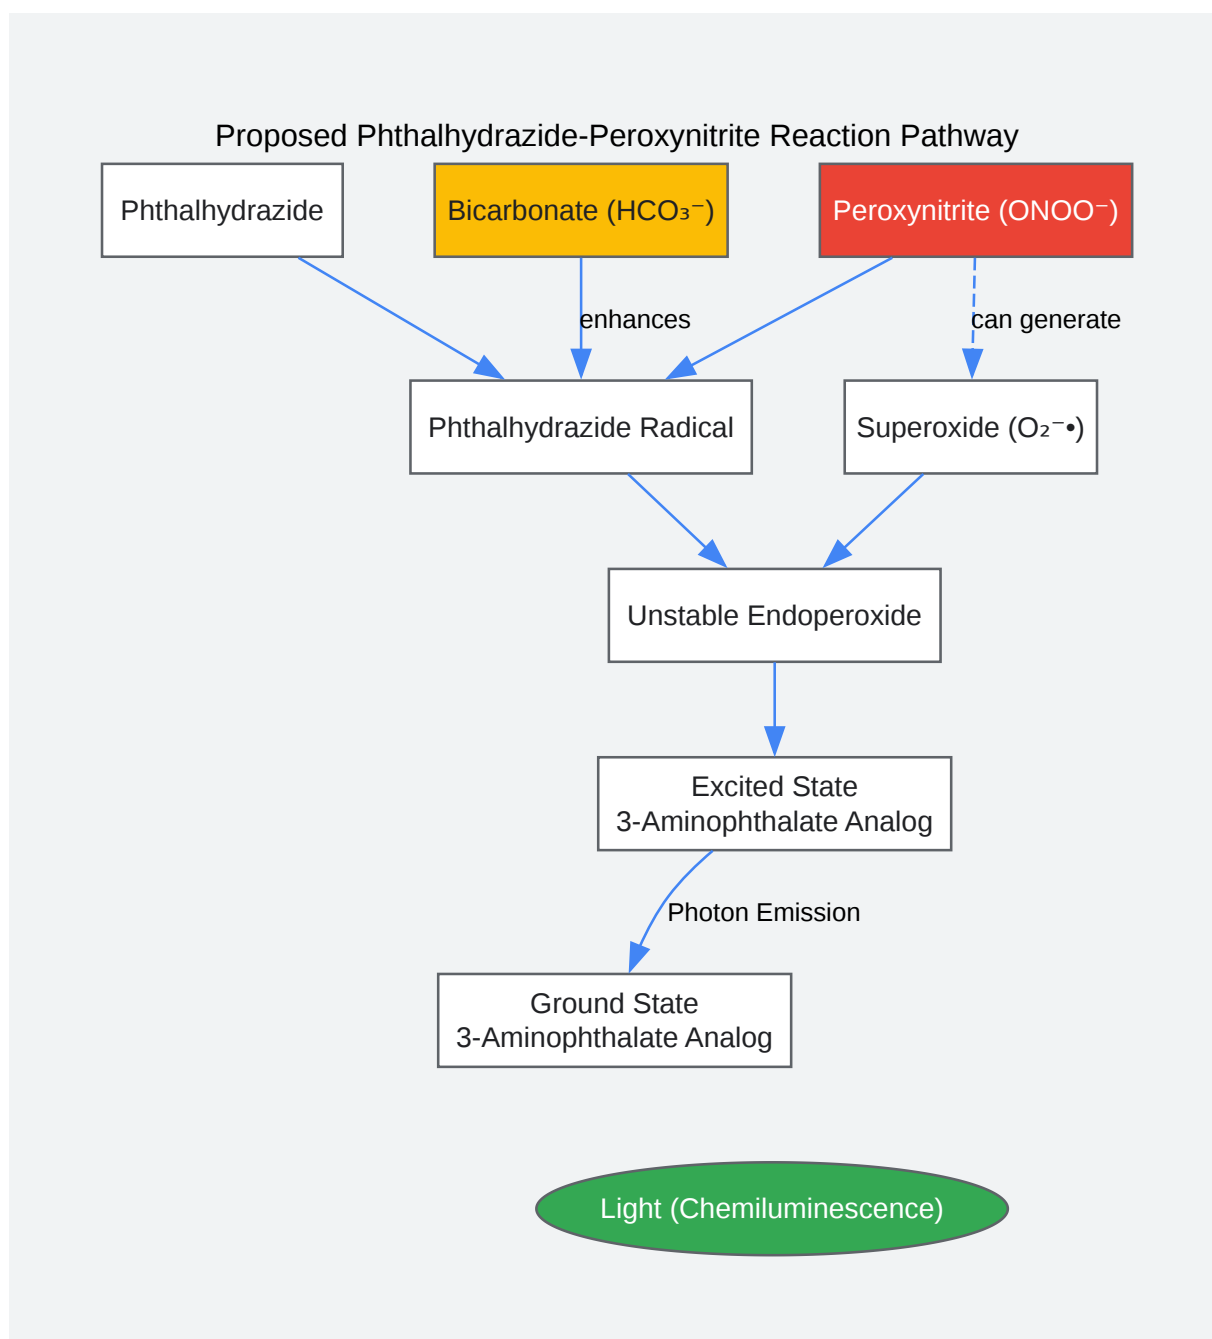 Proposed Phthalhydrazide-Peroxynitrite Reaction Pathway
Phthalhydrazide
Bicarbonate (HCO₃⁻)
Peroxynitrite (ONOO⁻)
enhances
can generate
Phthalhydrazide Radical
Superoxide (O₂⁻•)
Unstable Endoperoxide
Excited State
3-Aminophthalate Analog
Photon Emission
Ground State
3-Aminophthalate Analog
Light (Chemiluminescence)